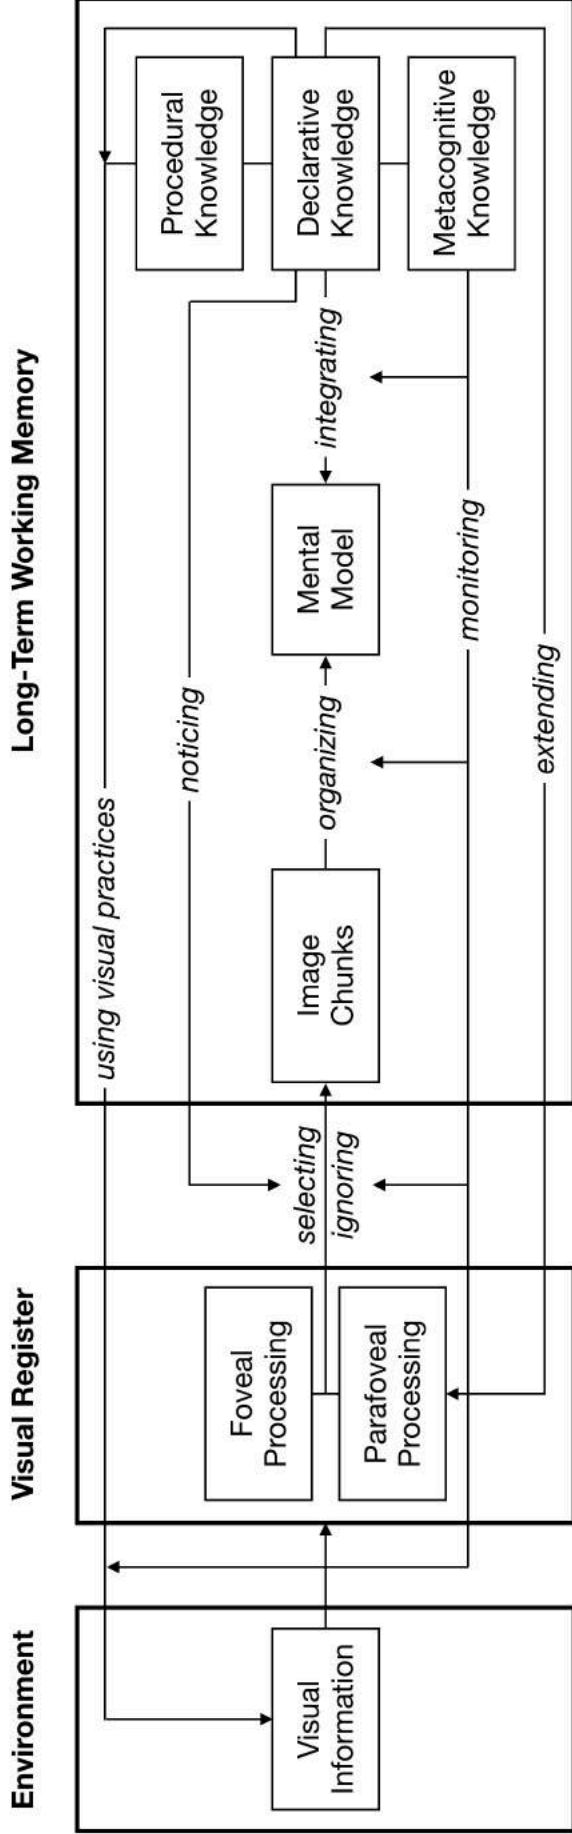 Environment
Visual Register
Long-Term Working Memory
Visual
Information
Foveal
Processing
Parafoveal
Processing
selecting
ignoring
using visual practices
noticing
Image
Chunks
organizing
Mental
Model
integrating
monitoring
extending
Procedural
Knowledge
Declarative
Knowledge
Metacognitive
Knowledge